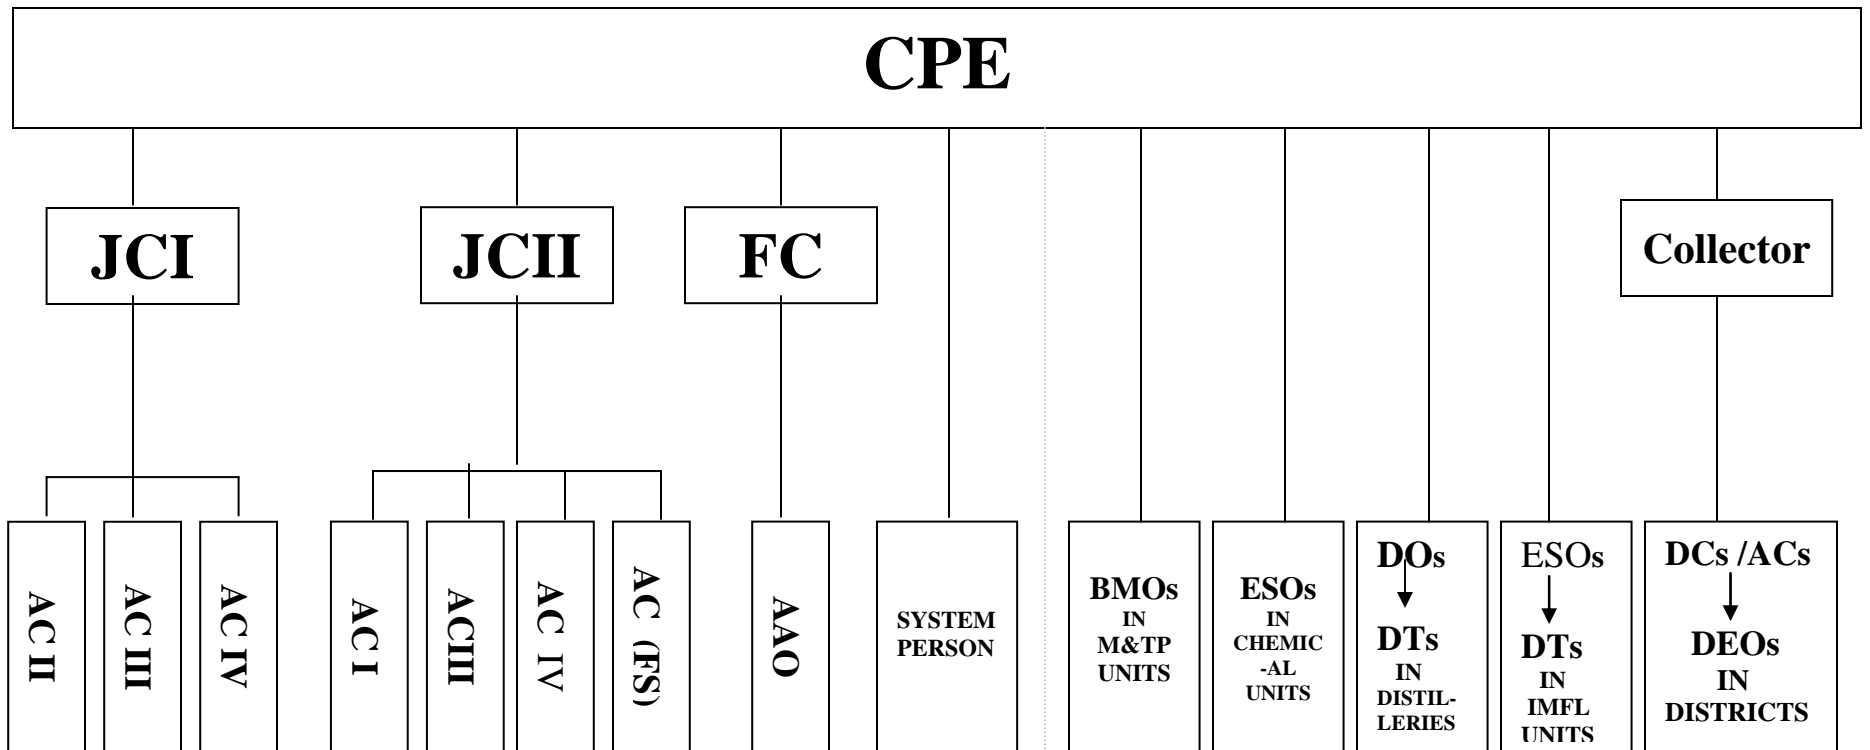 CPE
JCI
JCII
FC
Collector
AC II
AC III
AC IV
AC I
ACIII
AC IV
AC (FS)
AAO
SYSTEM
PERSON
BMOs
IN
M&TP
UNITS
ESOs
IN
CHEMIC
-AL
UNITS
DOs
DTs
IN
DISTIL-
LERIES
ESOs
DTs
IN
IMFL
UNITS
DCs /ACs
DEOs
IN
DISTRICTS